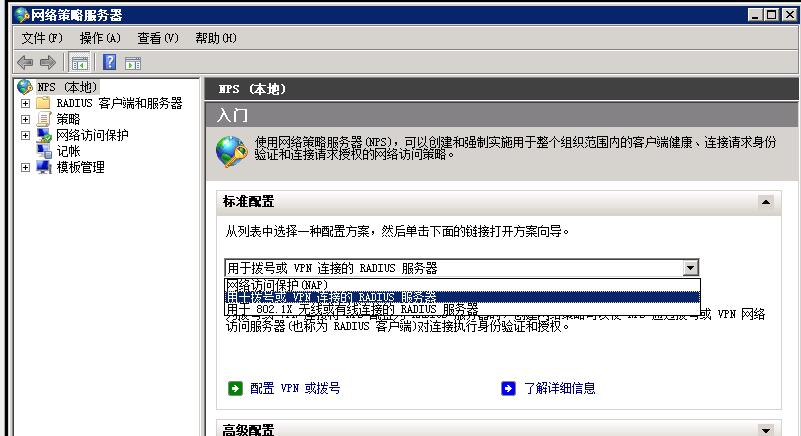 网络策略服务器
文件(F) 操作(A) 查看(V) 帮助(H)
NPS (本地)
RADIUS 客户端和服务器
策略
网络访问保护
记帐
模板管理
NPS (本地)
入门
使用网络策略服务器(NPS)，可以创建和强制实施用于整个组织范围内的客户端健康、连接请求身份
验证和连接请求授权的网络访问策略。
标准配置
从列表中选择一种配置方案，然后单击下面的链接打开方案向导。
用于拨号或 VPN 连接的 RADIUS 服务器
网络访问保护(NAP)
用于拨号或 VPN 连接的 RADIUS 服务器
用于 802.1X 无线或有线连接的 RADIUS 服务器
VPN 网络
访问服务器(也称为 RADIUS 客户端)对连接执行身份验证和授权。
配置 VPN 或拨号
了解详细信息
高级配置